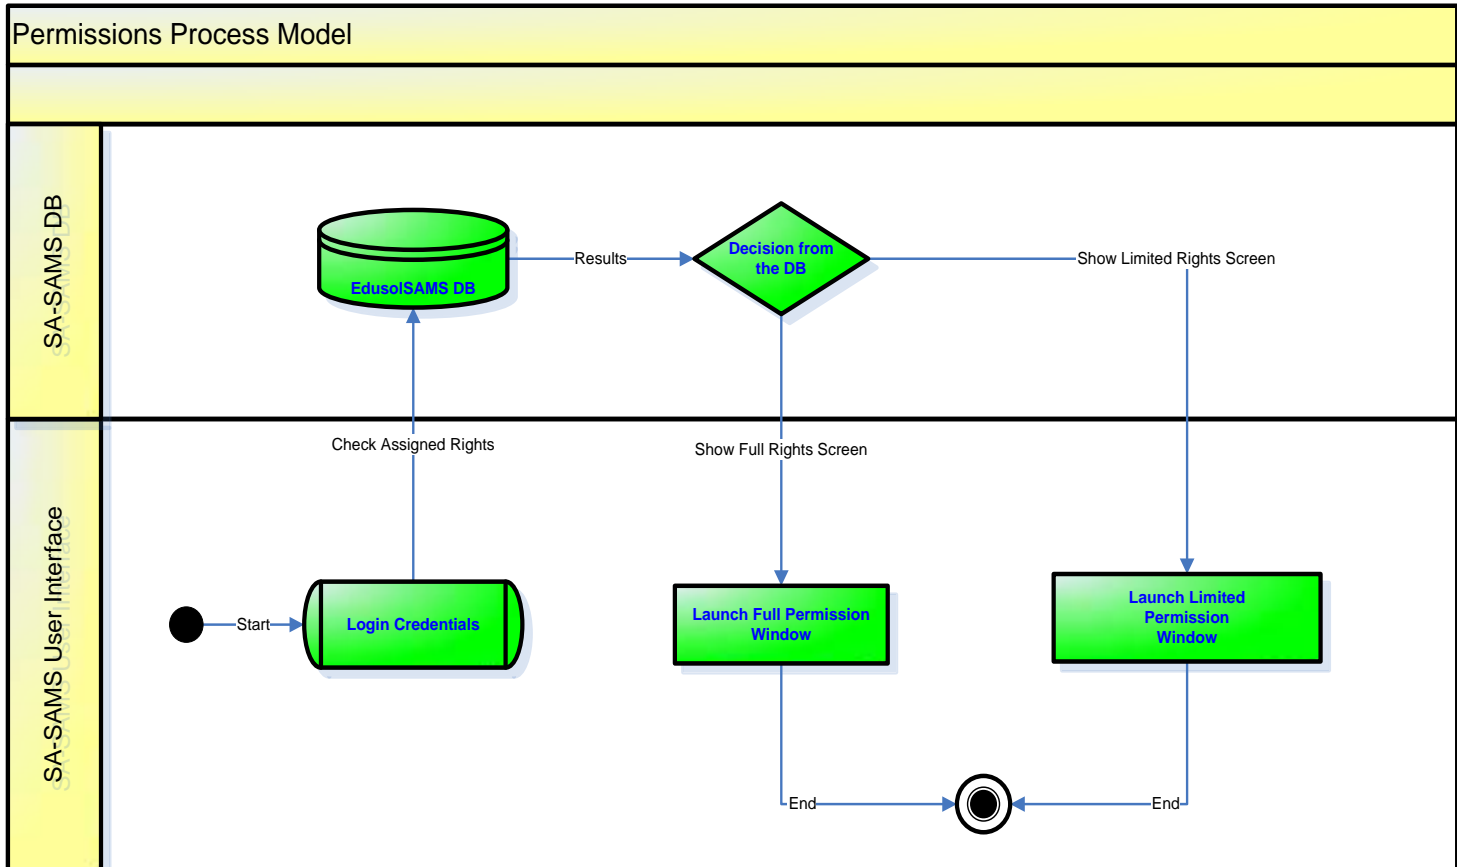 Permissions Process Model
SA-SAMS DB
EdusolSAMS DB
Results
Decision from
the DB
Show Limited Rights Screen
SA-SAMS User Interface
Check Assigned Rights
Show Full Rights Screen
Start
Login Credentials
Launch Full Permission
Window
Launch Limited
Permission
Window
End
End